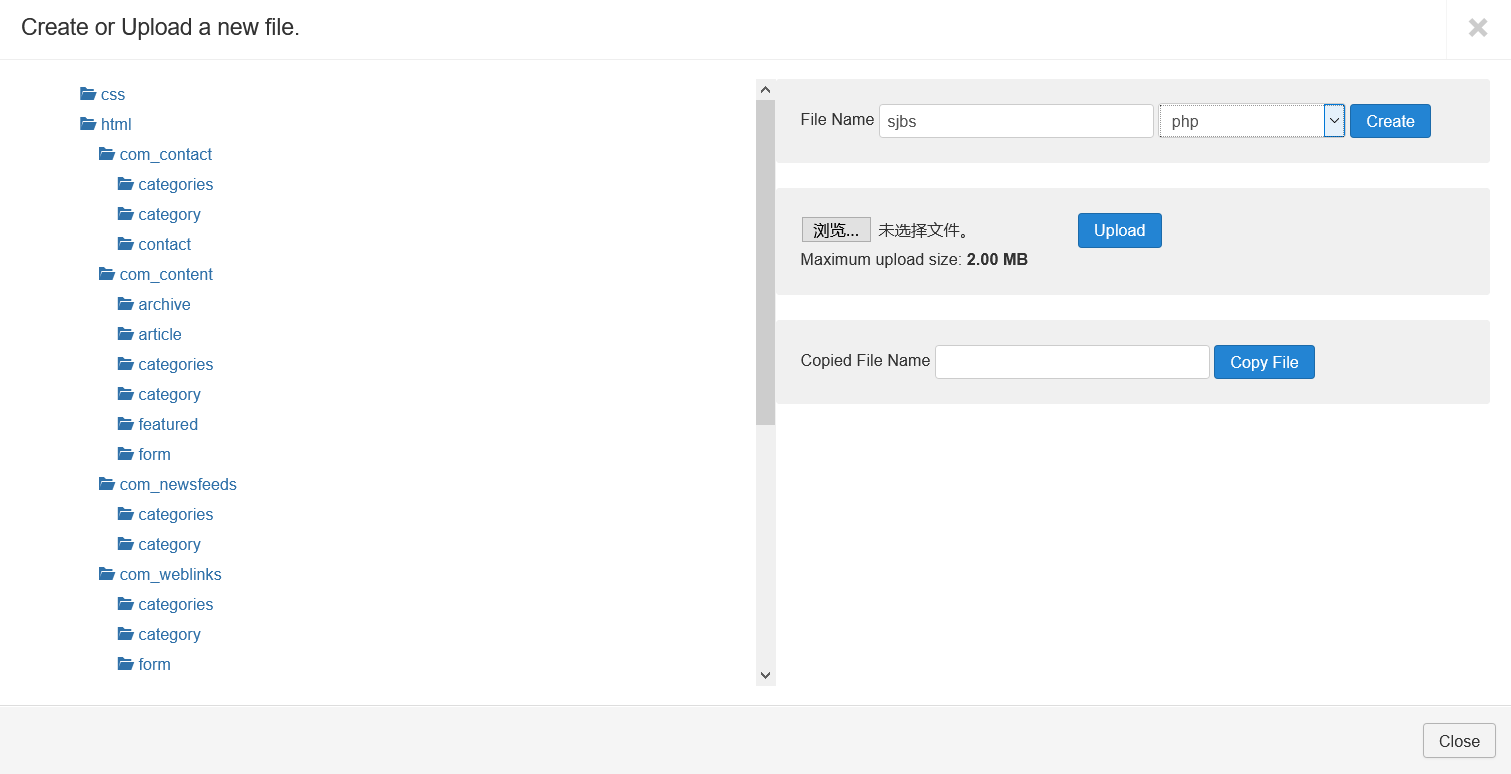 Create or Upload a new file.
css
html
com_contact
categories
category
contact
com_content
archive
article
categories
category
featured
form
com_newsfeeds
categories
category
com_weblinks
categories
category
form
File Name sjbs php Create
浏览... 未选择文件。 Upload
Maximum upload size: 2.00 MB
Copied File Name Copy File
Close